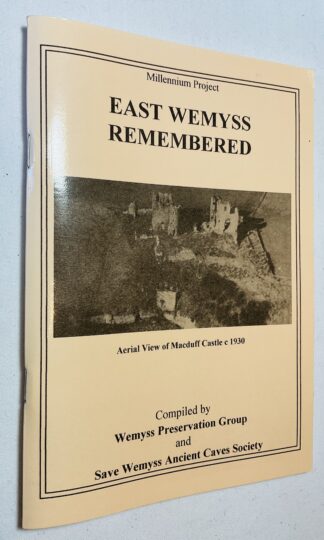 Millennium Project
EAST WEMYSS
REMEMBERED
Aerial View of Macduff Castle c 1930
Compiled by
Wemyss Preservation Group
and
Save Wemyss Ancient Caves Society